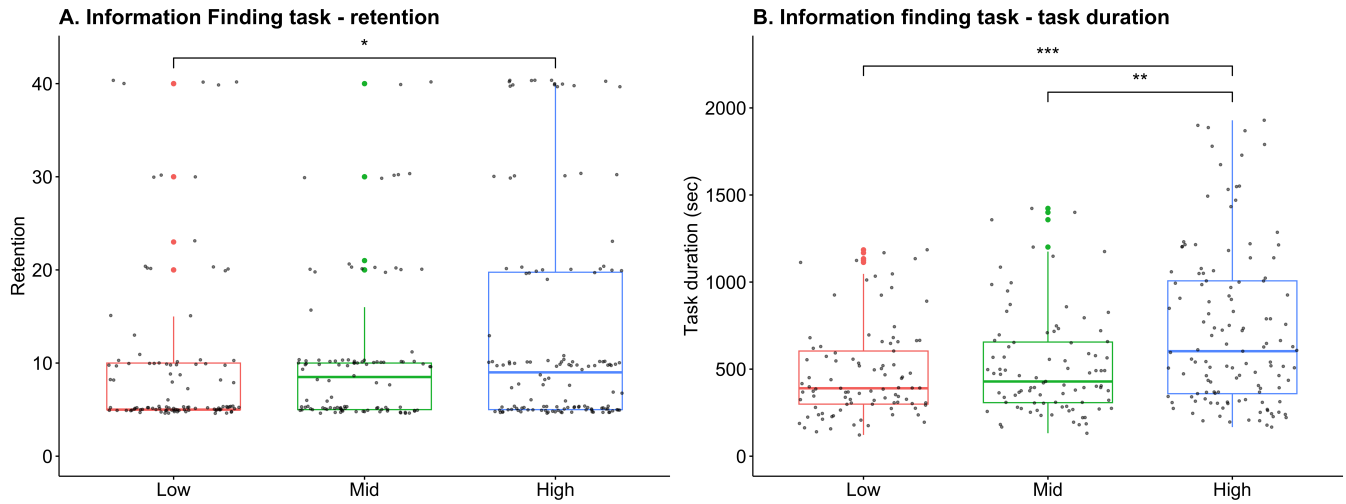 A. Information Finding task - retention
*
40
30
20
10
0
Retention
Low Mid High
B. Information finding task - task duration
***
**
2000
1500
1000
500
0
Task duration (sec)
Low Mid High